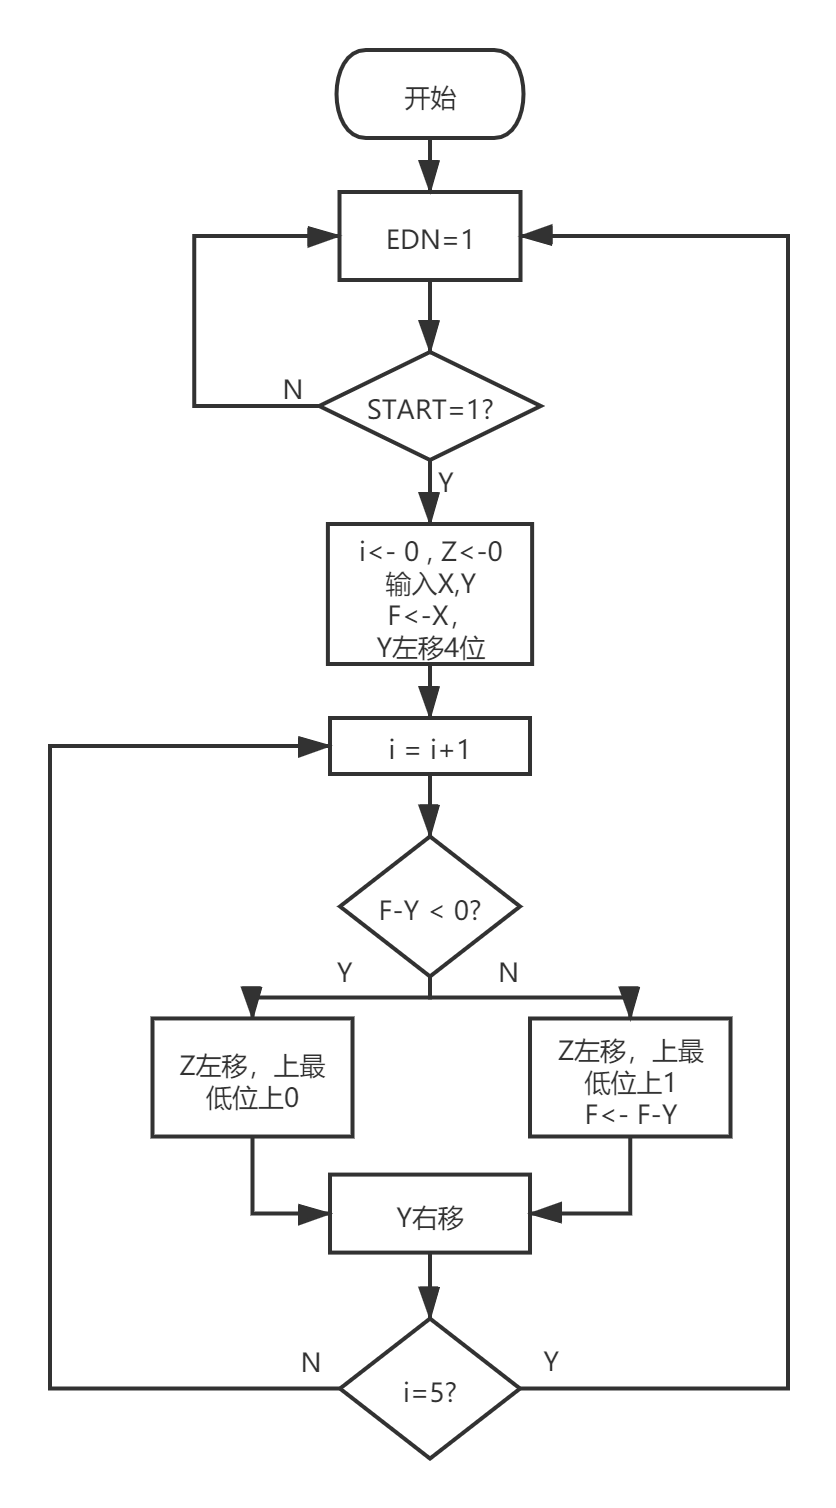 开始
EDN=1
N
START=1?
Y
i<- 0 , Z<-0
输入X,Y
F<-X，
Y左移4位
i = i+1
F-Y < 0?
Y
N
Z左移，上最
低位上0
Z左移，上最
低位上1
F<- F-Y
Y右移
N
Y
i=5?